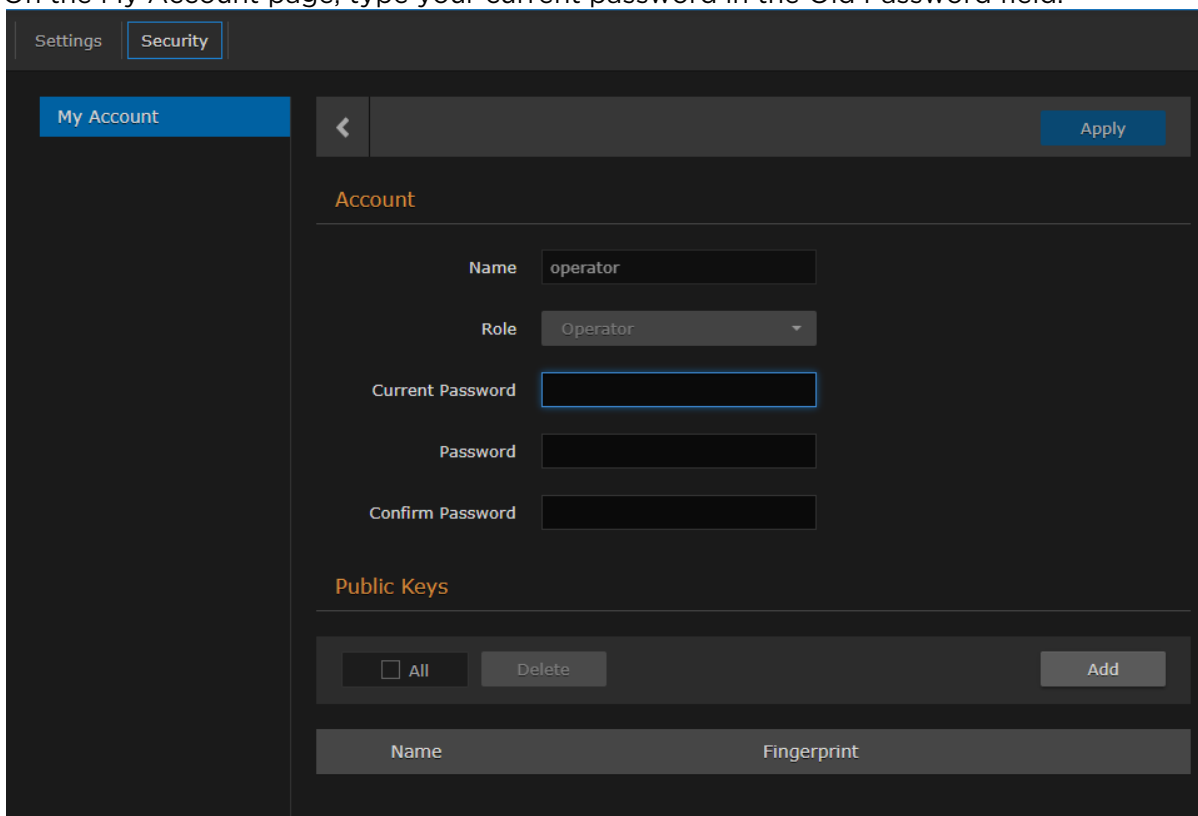 On the My Account page, type your current password in the Old Password field.
Settings Security
My Account
Apply
Account
Name operator
Role Operator
Current Password
Password
Confirm Password
Public Keys
All Delete Add
Name Fingerprint